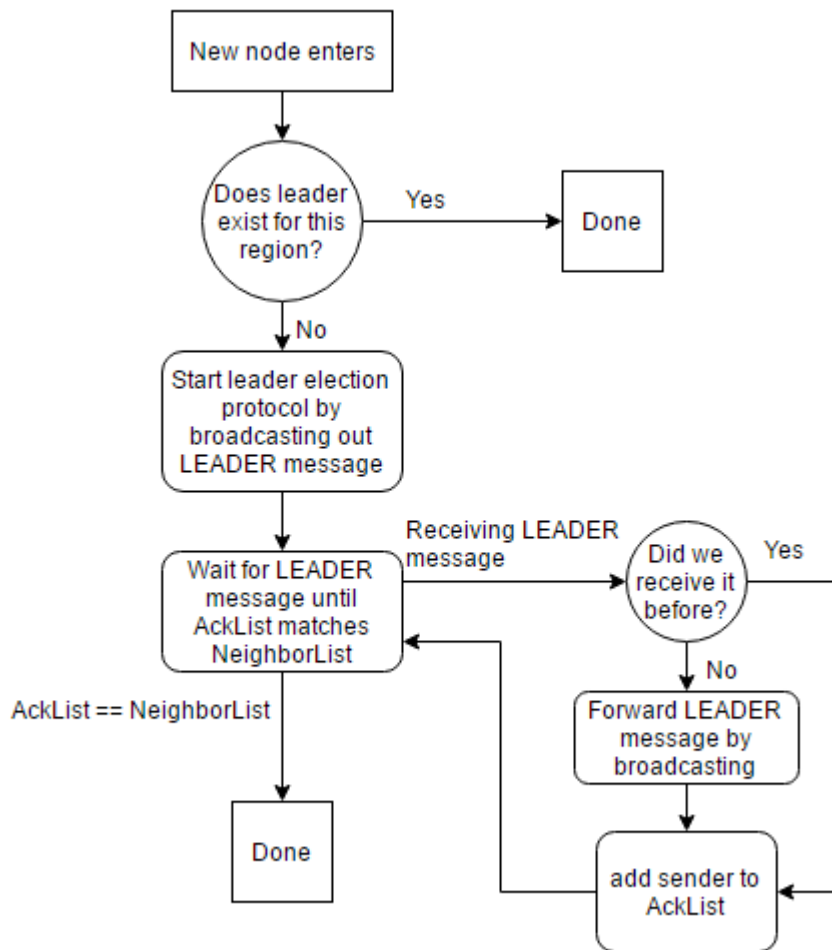 New node enters
Does leader
exist for this
region?
Yes
Done
No
Start leader election
protocol by
broadcasting out
LEADER message
Receiving LEADER
message
Wait for LEADER
message until
AckList matches
NeighborList
Did we
receive it
before?
Yes
No
AckList == NeighborList
Forward LEADER
message by
broadcasting
Done
add sender to
AckList